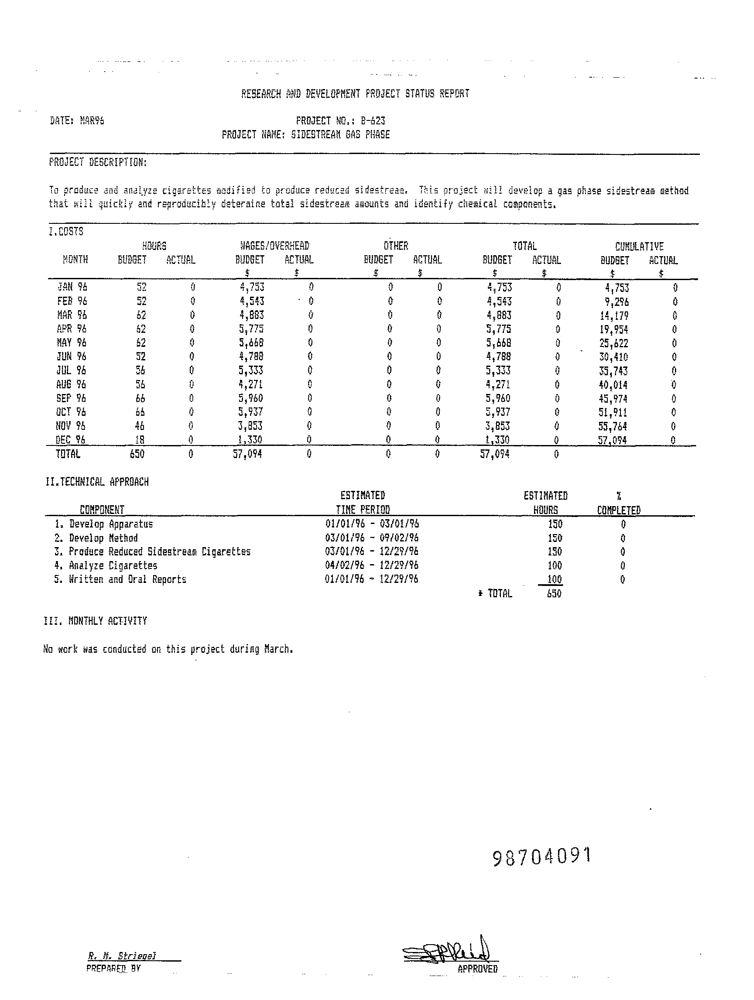 RESEARCH AND DEVELOPMENT PROJECT STATUS REPORT
DATE: MAR96 PROJECT NO.: B-623
PROJECT NAME: SIDESTREAM GAS PHASE
PROJECT DESCRIPTION:
To produce and analyze cigarettes modified to produce reduced sidestream. This project will develop a gas phase sidestream method
that will quickly and reproducibly determine total sidestream amounts and identify chemical components.
I.COSTS
HOURS WAGES/OVERHEAD OTHER TOTAL CUMULATIVE
MONTH BUDGET ACTUAL BUDGET ACTUAL BUDGET ACTUAL BUDGET ACTUAL BUDGET ACTUAL
$ $ $ $ $ $ $ $
JAN 96 52 0 4,753 0 0 0 4,753 0 4,753 0
FEB 96 52 0 4,543 0 0 0 4,543 0 9,296 0
MAR 96 62 0 4,883 0 0 0 4,883 0 14,179 0
APR 96 62 0 5,775 0 0 0 5,775 0 19,954 0
MAY 96 62 0 5,668 0 0 0 5,668 0 25,622 0
JUN 96 52 0 4,788 0 0 0 4,788 0 30,410 0
JUL 96 56 0 5,333 0 0 0 5,333 0 35,743 0
AUG 96 56 0 4,271 0 0 0 4,271 0 40,014 0
SEP 96 66 0 5,960 0 0 0 5,960 0 45,974 0
OCT 96 66 0 5,937 0 0 0 5,937 0 51,911 0
NOV 96 46 0 3,853 0 0 0 3,853 0 55,764 0
DEC 96 18 0 1,330 0 0 0 1,330 0 57,094 0
TOTAL 650 0 57,094 0 0 0 57,094 0
II.TECHNICAL APPROACH
ESTIMATED ESTIMATED %
COMPONENT TIME PERIOD HOURS COMPLETED
1. Develop Apparatus 01/01/96 - 03/01/96 150 0
2. Develop Method 03/01/96 - 09/02/96 150 0
3. Produce Reduced Sidestream Cigarettes 03/01/96 - 12/29/96 150 0
4. Analyze Cigarettes 04/02/96 - 12/29/96 100 0
5. Written and Oral Reports 01/01/96 - 12/29/96 100 0
* TOTAL 650
III. MONTHLY ACTIVITY
No work was conducted on this project during March.
98704091
R. M. Striegel
PREPARED BY APPROVED